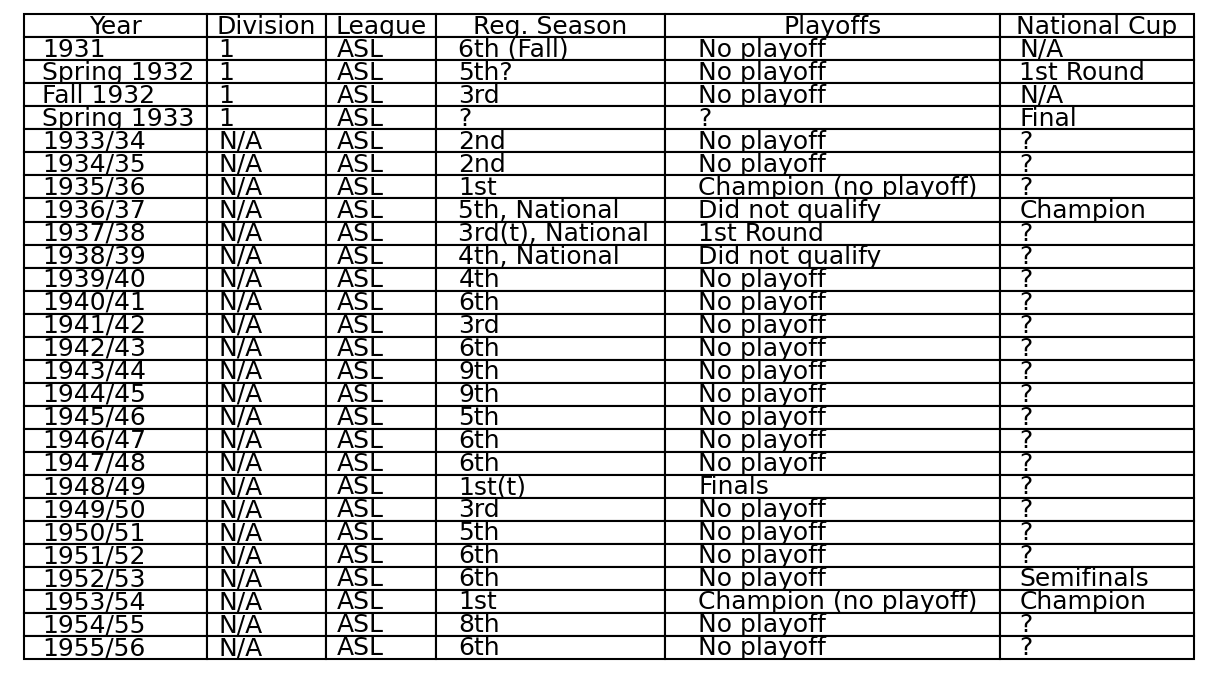 Year Division League Reg. Season Playoffs National Cup
1931 1 ASL 6th (Fall) No playoff N/A
Spring 1932 1 ASL 5th? No playoff 1st Round
Fall 1932 1 ASL 3rd No playoff N/A
Spring 1933 1 ASL ? ? Final
1933/34 N/A ASL 2nd No playoff ?
1934/35 N/A ASL 2nd No playoff ?
1935/36 N/A ASL 1st Champion (no playoff) ?
1936/37 N/A ASL 5th, National Did not qualify Champion
1937/38 N/A ASL 3rd(t), National 1st Round ?
1938/39 N/A ASL 4th, National Did not qualify ?
1939/40 N/A ASL 4th No playoff ?
1940/41 N/A ASL 6th No playoff ?
1941/42 N/A ASL 3rd No playoff ?
1942/43 N/A ASL 6th No playoff ?
1943/44 N/A ASL 9th No playoff ?
1944/45 N/A ASL 9th No playoff ?
1945/46 N/A ASL 5th No playoff ?
1946/47 N/A ASL 6th No playoff ?
1947/48 N/A ASL 6th No playoff ?
1948/49 N/A ASL 1st(t) Finals ?
1949/50 N/A ASL 3rd No playoff ?
1950/51 N/A ASL 5th No playoff ?
1951/52 N/A ASL 6th No playoff ?
1952/53 N/A ASL 6th No playoff Semifinals
1953/54 N/A ASL 1st Champion (no playoff) Champion
1954/55 N/A ASL 8th No playoff ?
1955/56 N/A ASL 6th No playoff ?